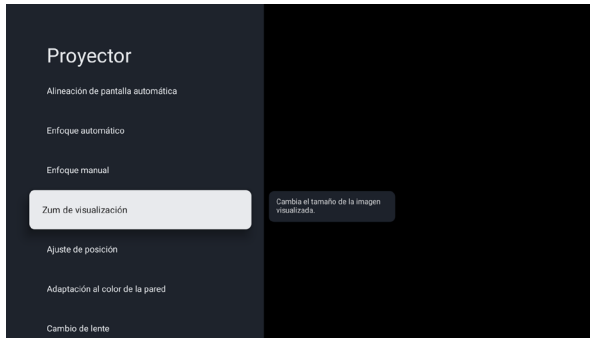 Proyector
Alineación de pantalla automática
Enfoque automático
Enfoque manual
Zum de visualización
Cambia el tamaño de la imagen
visualizada.
Ajuste de posición
Adaptación al color de la pared
Cambio de lente